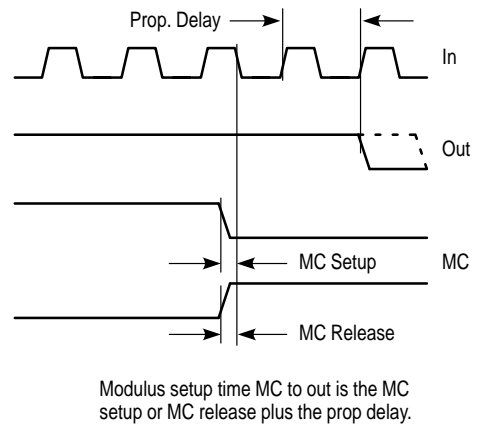 Prop. Delay
In
Out
MC Setup
MC
MC Release
Modulus setup time MC to out is the MC
setup or MC release plus the prop delay.